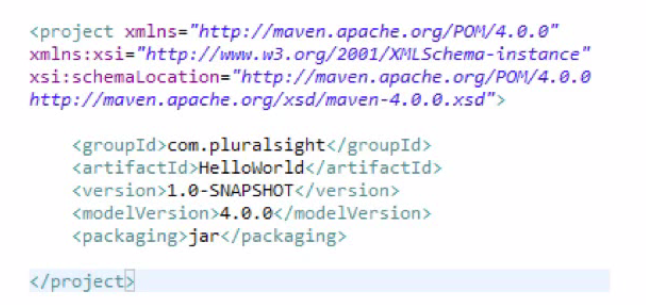 <project xmlns="http://maven.apache.org/POM/4.0.0"
xmlns:xsi="http://www.w3.org/2001/XMLSchema-instance"
xsi:schemaLocation="http://maven.apache.org/POM/4.0.0
http://maven.apache.org/xsd/maven-4.0.0.xsd">
<groupId>com.pluralsight</groupId>
<artifactId>HelloWorld</artifactId>
<version>1.0-SNAPSHOT</version>
<modelVersion>4.0.0</modelVersion>
<packaging>jar</packaging>
</project>